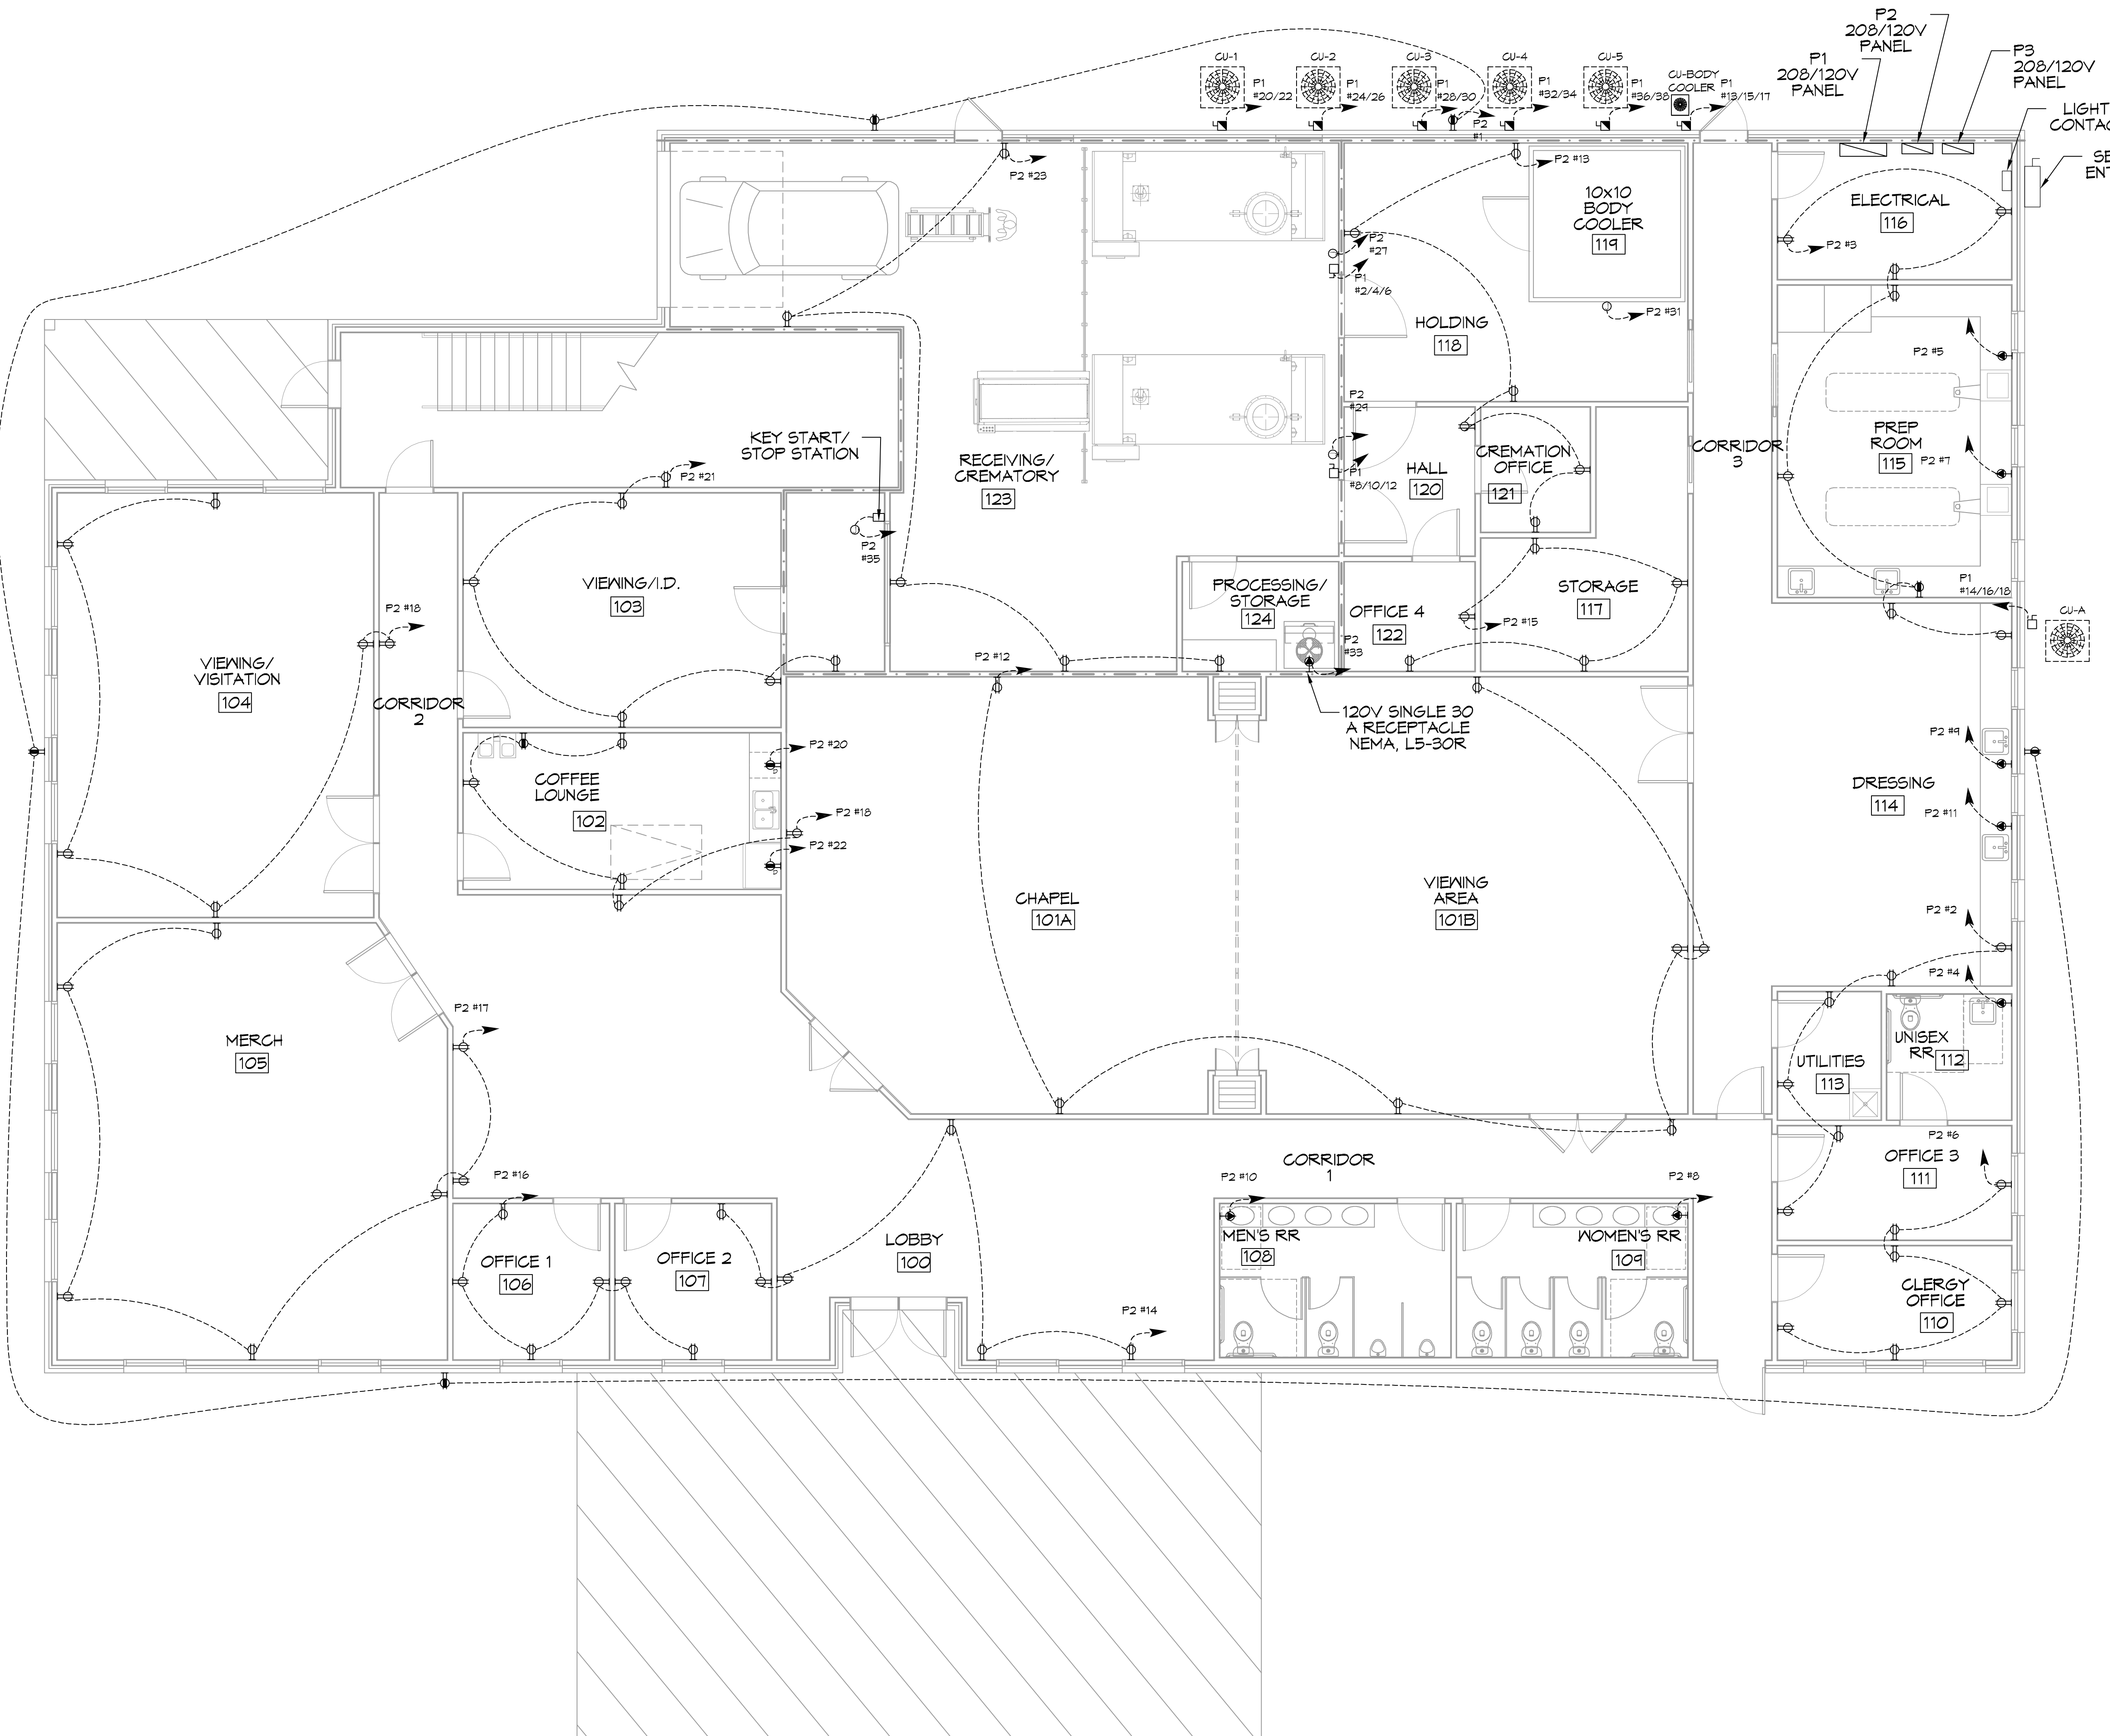 P2
208/120V
PANEL
P1
208/120V
PANEL
P3
208/120V
PANEL
LIGHT
CONTAC
SE
ENT
CU-1
P1
#20/22
CU-2
P1
#24/26
CU-3
P1
#28/30
P2
#1
CU-4
P1
#32/34
CU-5
P1
#36/38
CU-BODY
COOLER
P1
#13/15/17
P2 #23
P2 #13
10x10
BODY
COOLER
119
ELECTRICAL
116
P2 #3
P2
#27
P1
#2/4/6
P2 #31
HOLDING
118
P2 #5
KEY START/
STOP STATION
RECEIVING/
CREMATORY
123
P2
#29
P1
#8/10/12
HALL
120
CREMATION
OFFICE
121
CORRIDOR
3
PREP
ROOM
115
P2 #7
P2 #21
P2
#35
VIEWING/I.D.
103
P2 #18
PROCESSING/
STORAGE
124
OFFICE 4
122
P2
#33
P2 #15
STORAGE
117
P1
#14/16/18
CU-A
VIEWING/
VISITATION
104
CORRIDOR
2
P2 #12
120V SINGLE 30
A RECEPTACLE
NEMA, L5-30R
P2 #20
COFFEE
LOUNGE
102
P2 #18
P2 #22
P2 #9
DRESSING
114
P2 #11
CHAPEL
101A
VIEWING
AREA
101B
P2 #2
P2 #4
P2 #17
MERCH
105
UNISEX
RR
112
UTILITIES
113
P2 #6
OFFICE 3
111
CORRIDOR
1
P2 #16
P2 #10
P2 #8
OFFICE 1
106
OFFICE 2
107
LOBBY
100
MEN'S RR
108
WOMEN'S RR
109
CLERGY
OFFICE
110
P2 #14